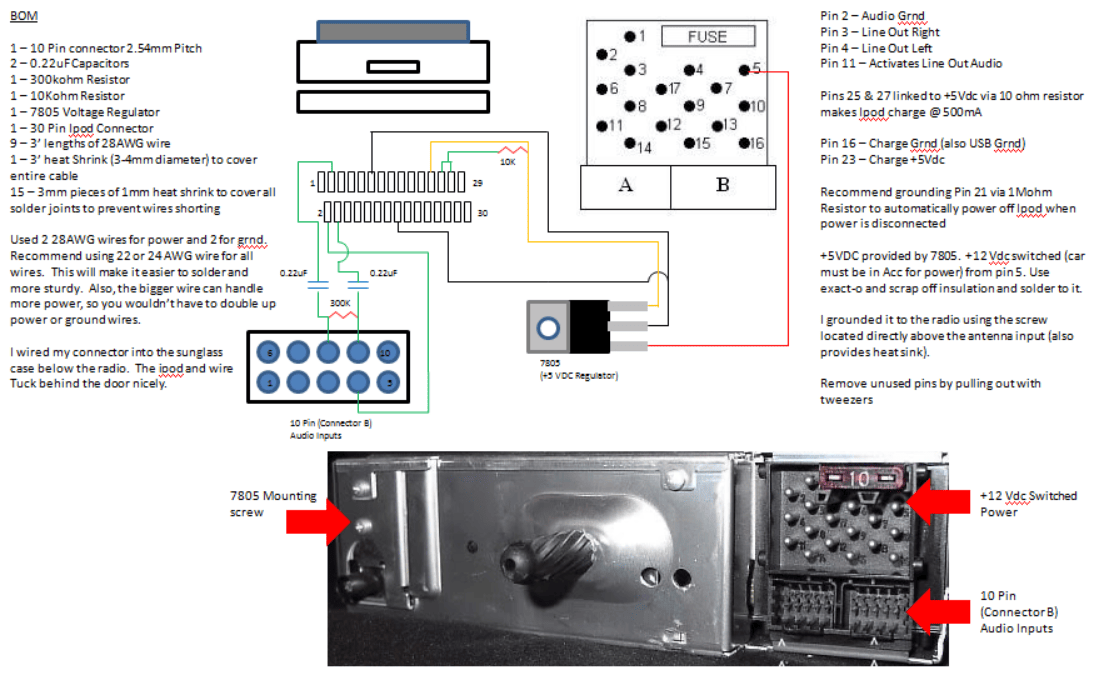 BOM
1 – 10 Pin connector 2.54mm Pitch
2 – 0.22uF Capacitors
1 – 300kohm Resistor
1 – 10Kohm Resistor
1 – 7805 Voltage Regulator
1 – 30 Pin Ipod Connector
9 – 3’ lengths of 28AWG wire
1 – 3’ heat Shrink (3-4mm diameter) to cover
entire cable
15 – 3mm pieces of 1mm heat shrink to cover all
solder joints to prevent wires shorting
Used 2 28AWG wires for power and 2 for grnd.
Recommend using 22 or 24 AWG wire for all
wires. This will make it easier to solder and
more sturdy. Also, the bigger wire can handle
more power, so you wouldn’t have to double up
power or ground wires.
I wired my connector into the sunglass
case below the radio. The ipod and wire
Tuck behind the door nicely.
1
29
2
30
10K
0.22uF
0.22uF
300K
6
10
1
5
10 Pin (Connector B)
Audio Inputs
7805
(+5 VDC Regulator)
FUSE
1
2
3
4
5
6
17
7
8
9
10
11
12
13
14
15
16
A
B
Pin 2 – Audio Grnd
Pin 3 – Line Out Right
Pin 4 – Line Out Left
Pin 11 – Activates Line Out Audio
Pins 25 & 27 linked to +5Vdc via 10 ohm resistor
makes Ipod charge @ 500mA
Pin 16 – Charge Grnd (also USB Grnd)
Pin 23 – Charge +5Vdc
Recommend grounding Pin 21 via 1Mohm
Resistor to automatically power off Ipod when
power is disconnected
+5VDC provided by 7805. +12 Vdc switched (car
must be in Acc for power) from pin 5. Use
exact-o and scrap off insulation and solder to it.
I grounded it to the radio using the screw
located directly above the antenna input (also
provides heat sink).
Remove unused pins by pulling out with
tweezers
7805 Mounting
screw
10
+12 Vdc Switched
Power
10 Pin
(Connector B)
Audio Inputs